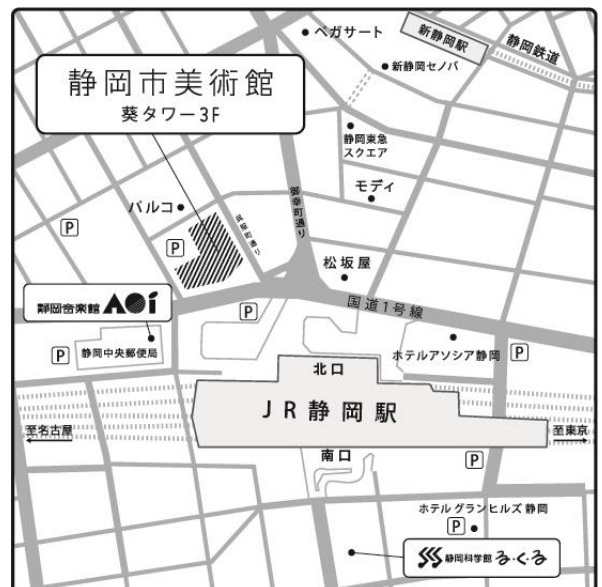 ペガサート
新静岡駅
静岡鉄道
新静岡セノバ
静岡市美術館
葵タワー3F
静岡東急
スクエア
モディ
パルコ
P
P
呉服町通り
御幸町通り
松坂屋
国道1号線
静岡音楽館 AOi
P
静岡中央郵便局
P
ホテルアソシア静岡
P
北口
JR静岡駅
至名古屋
至東京
南口
P
ホテルグランヒルズ静岡
P
静岡科学館 る・く・る